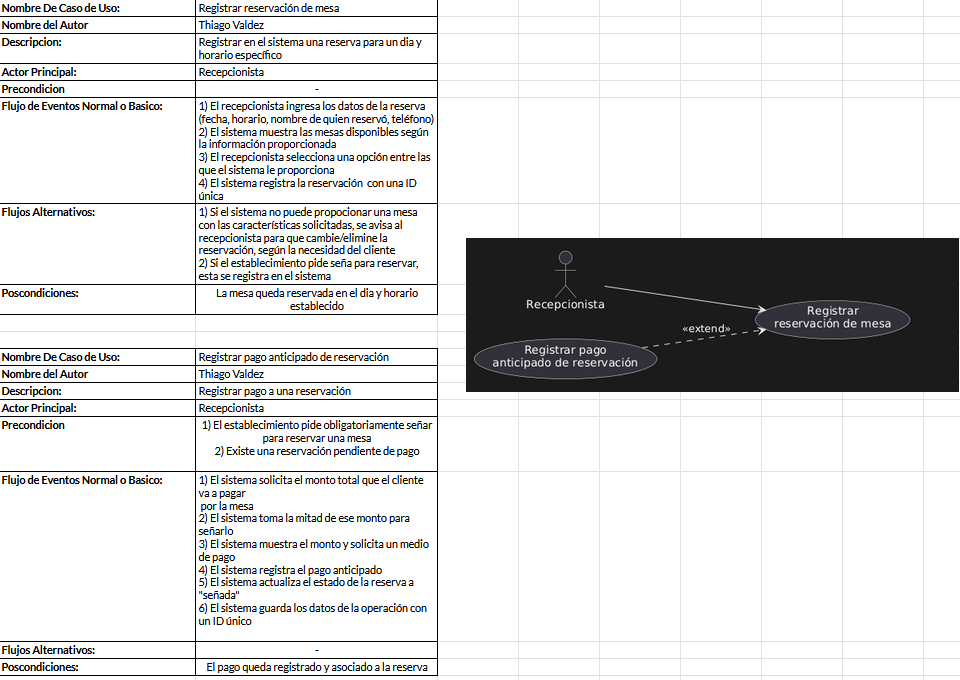 Nombre De Caso de Uso: Registrar reservación de mesa
Nombre del Autor Thiago Valdez
Descripcion: Registrar en el sistema una reserva para un dia y
horario específico
Actor Principal: Recepcionista
Precondicion -
Flujo de Eventos Normal o Basico: 1) El recepcionista ingresa los datos de la reserva
(fecha, horario, nombre de quien reservó, teléfono)
2) El sistema muestra las mesas disponibles según
la información proporcionada
3) El recepcionista selecciona una opción entre las
que el sistema le proporciona
4) El sistema registra la reservación con una ID
única
Flujos Alternativos: 1) Si el sistema no puede propocionar una mesa
con las características solicitadas, se avisa al
recepcionista para que cambie/elimine la
reservación, según la necesidad del cliente
2) Si el establecimiento pide seña para reservar,
esta se registra en el sistema
Poscondiciones: La mesa queda reservada en el dia y horario
establecido
Recepcionista
Registrar
reservación de mesa
«extend»
Registrar pago
anticipado de reservación
Nombre De Caso de Uso: Registrar pago anticipado de reservación
Nombre del Autor Thiago Valdez
Descripcion: Registrar pago a una reservación
Actor Principal: Recepcionista
Precondicion 1) El establecimiento pide obligatoriamente señar
para reservar una mesa
2) Existe una reservación pendiente de pago
Flujo de Eventos Normal o Basico: 1) El sistema solicita el monto total que el cliente
va a pagar
por la mesa
2) El sistema toma la mitad de ese monto para
señarlo
3) El sistema muestra el monto y solicita un medio
de pago
4) El sistema registra el pago anticipado
5) El sistema actualiza el estado de la reserva a
"señada"
6) El sistema guarda los datos de la operación con
un ID único
Flujos Alternativos: -
Poscondiciones: El pago queda registrado y asociado a la reserva